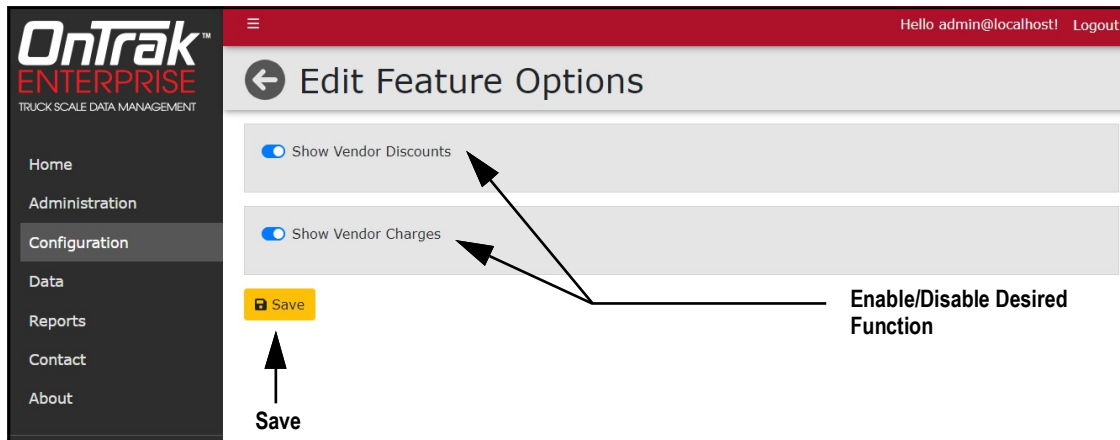 OnTrak™
ENTERPRISE
TRUCK SCALE DATA MANAGEMENT
Hello admin@localhost! Logout
Edit Feature Options
Home
Administration
Configuration
Data
Reports
Contact
About
Show Vendor Discounts
Show Vendor Charges
Save
Enable/Disable Desired
Function
Save